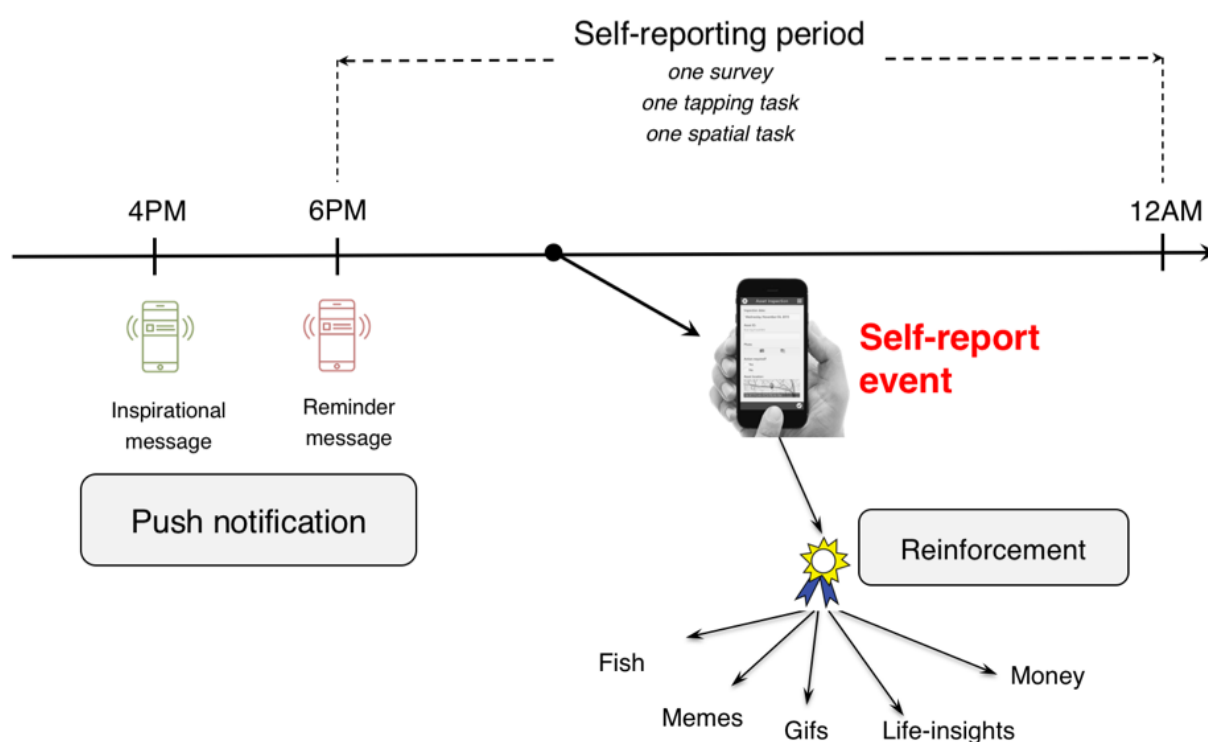 Self-reporting period
one survey
one tapping task
one spatial task
4PM
6PM
12AM
Inspirational
message
Reminder
message
Self-report
event
Push notification
Reinforcement
Fish
Memes
Gifs
Life-insights
Money